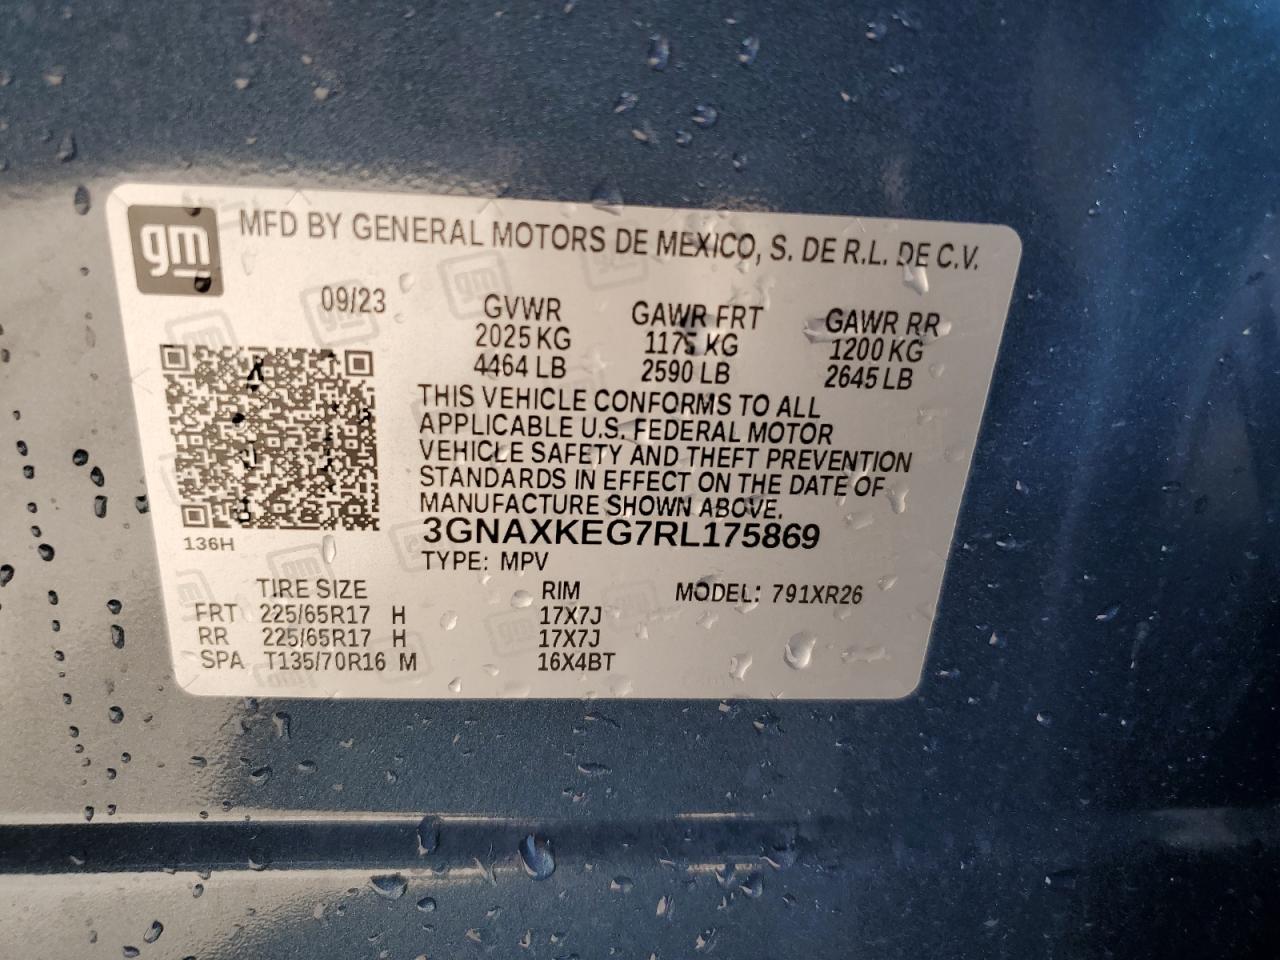 gm MFD BY GENERAL MOTORS DE MEXICO, S. DE R.L. DE C.V.
09/23 GVWR GAWR FRT GAWR RR
2025 KG 1175 KG 1200 KG
4464 LB 2590 LB 2645 LB
THIS VEHICLE CONFORMS TO ALL
APPLICABLE U.S. FEDERAL MOTOR
VEHICLE SAFETY AND THEFT PREVENTION
STANDARDS IN EFFECT ON THE DATE OF
MANUFACTURE SHOWN ABOVE.
3GNAXKEG7RL175869
136H
TYPE: MPV
TIRE SIZE RIM MODEL: 791XR26
FRT 225/65R17 H 17X7J
RR 225/65R17 H 17X7J
SPA T135/70R16 M 16X4BT